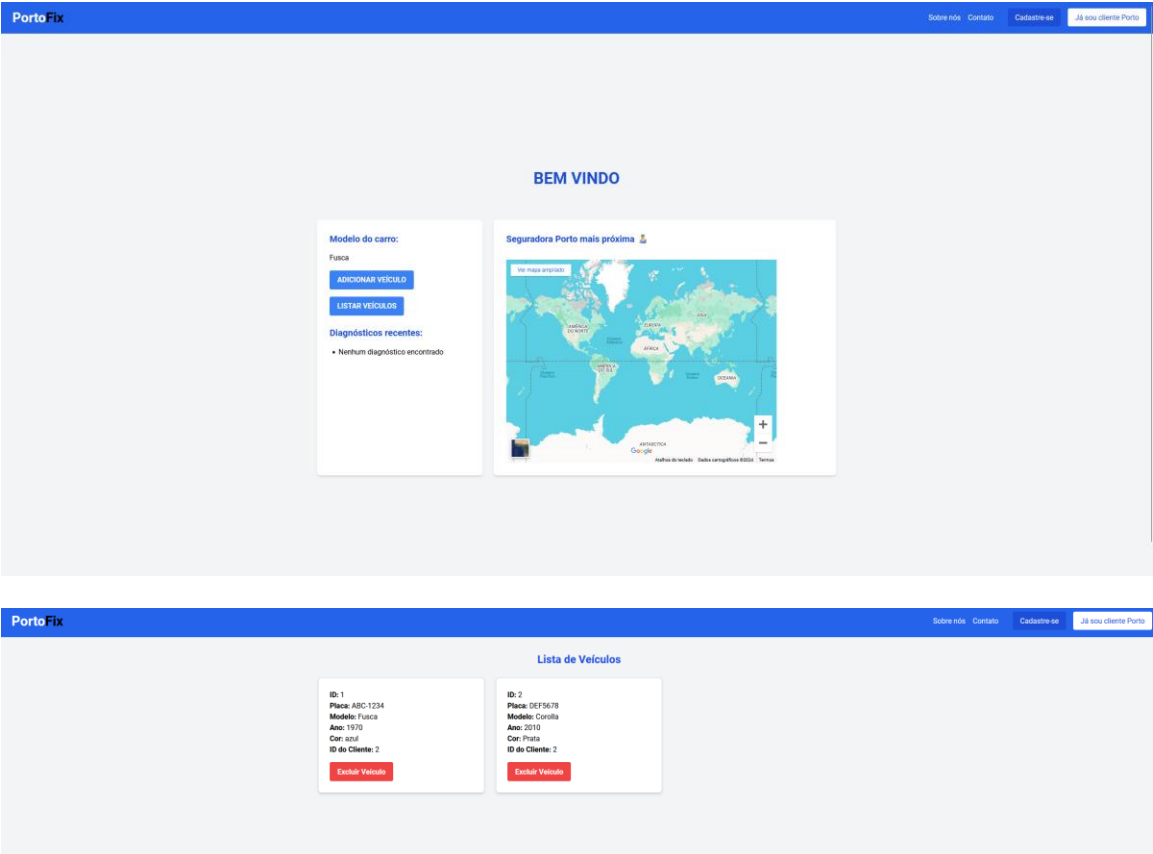 PortoFix
Sobre nós Contato Cadastre-se Já sou cliente Porto
BEM VINDO
Modelo do carro:
Fusca
ADICIONAR VEÍCULO
LISTAR VEÍCULOS
Diagnósticos recentes:
• Nenhum diagnóstico encontrado
Seguradora Porto mais próxima
Ver mapa ampliado
AMÉRICA DO NORTE
EUROPA
ÁSIA
ÁFRICA
AMÉRICA DO SUL
OCEANIA
ANTARCTICA
Google
Atalhos do teclado Dados cartográficos ©2024 Termos
PortoFix
Sobre nós Contato Cadastre-se Já sou cliente Porto
Lista de Veículos
ID: 1
Placa: ABC-1234
Modelo: Fusca
Ano: 1970
Cor: azul
ID do Cliente: 2
Excluir Veículo
ID: 2
Placa: DEF5678
Modelo: Corolla
Ano: 2010
Cor: Prata
ID do Cliente: 2
Excluir Veículo